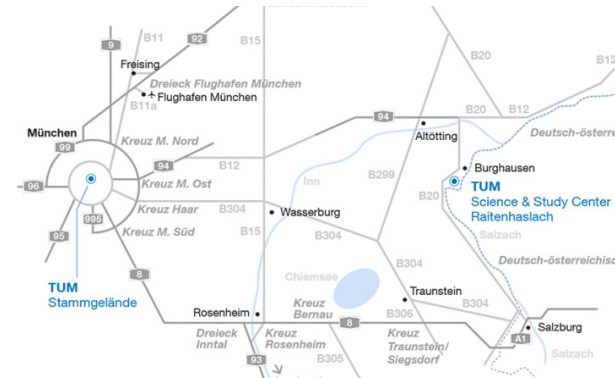 B11
92
B15
9
B20
B12
Freising
Dreieck Flughafen München
B11a
Flughafen München
München
Kreuz M. Nord
99
94
B20
B12
Altötting
Deutsch-österre
94
B12
Kreuz M. Ost
96
Inn
B299
Burghausen
TUM
Science & Study Center
Raitenhaslach
B20
Kreuz Haar
B304
Wasserburg
995
Kreuz M. Süd
95
B15
B304
Salzach
8
Deutsch-österreichisc
Chiemsee
TUM
Stammgelände
Traunstein
B304
B304
Rosenheim
Kreuz
Bernau
8
B306
Dreieck
Inntal
Kreuz
Rosenheim
Kreuz
Traunstein/
Siegsdorf
Salzburg
A1
93
B305
Salzach